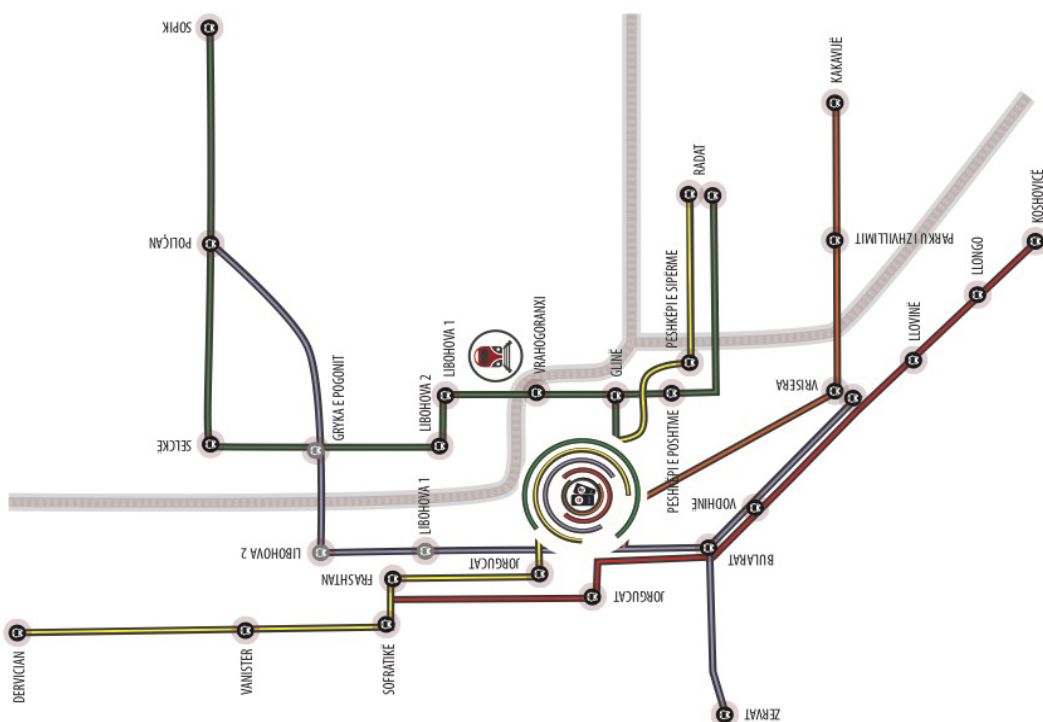 SOPIK
KAKAVIJË
RADAT
KOSHOVICË
POLIÇAN
PARKU I ZHVILLIMIT
LLONGO
LIBOHOVA 1
VRAHOGORANXI
PESHKËPI E SIPËRME
GLINË
LLOVINË
VRISERA
GRYKA E POGONIT
LIBOHOVA 2
SELCKË
PESHKËPI E POSHTME
VODHINË
LIBOHOVA 1
LIBOHOVA 2
JORGUCAT
BULARAT
FRASHTAN
JORGUCAT
DERVICIAN
VANISTER
SOFRATIKË
ZERVAT